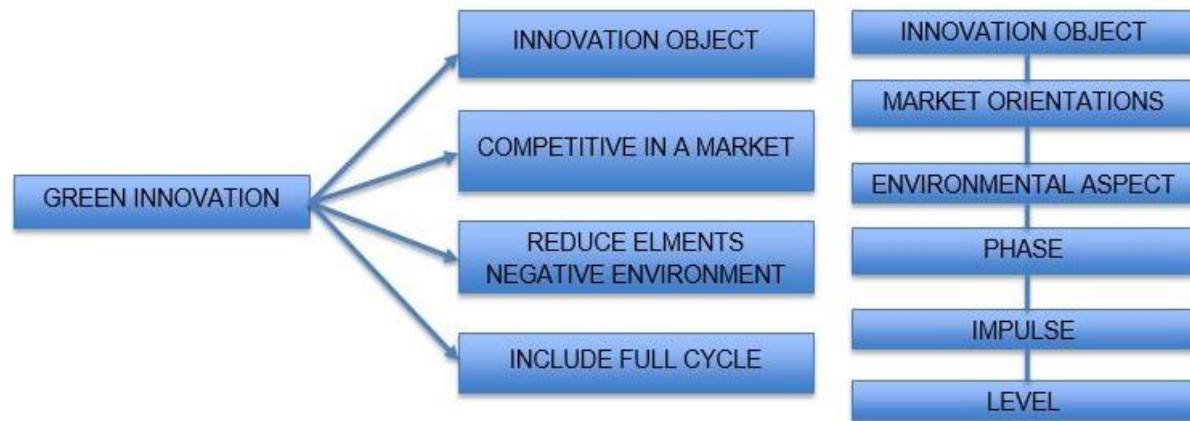 GREEN INNOVATION
INNOVATION OBJECT
COMPETITIVE IN A MARKET
REDUCE ELMENTS
NEGATIVE ENVIRONMENT
INCLUDE FULL CYCLE
INNOVATION OBJECT
MARKET ORIENTATIONS
ENVIRONMENTAL ASPECT
PHASE
IMPULSE
LEVEL